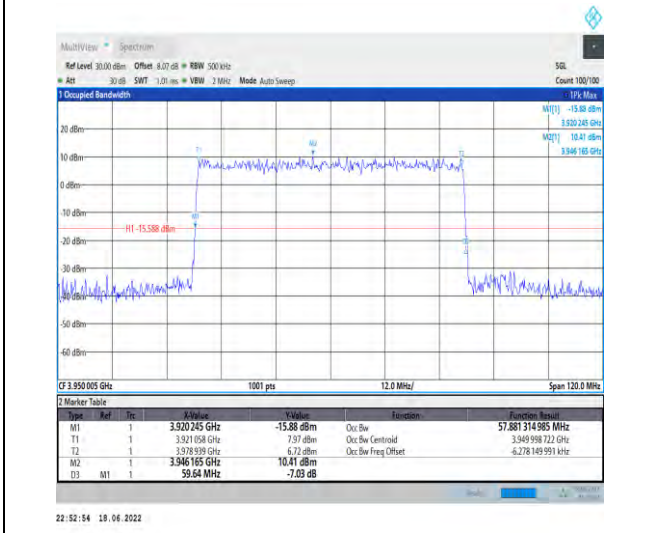 MultiView Spectrum
Ref Level 30.00 dBm Offset 8.07 dB RBW 500 kHz SGL
Att 30 dB SWT 1.01 ms VBW 2 MHz Mode Auto Sweep Count 100/100
1 Occupied Bandwidth 1Pk Max
M1[1] -15.88 dBm
3.920 245 GHz
M2[1] 10.41 dBm
3.946 165 GHz
20 dBm
10 dBm
0 dBm
-10 dBm
H1 -15.588 dBm
-20 dBm
-30 dBm
-40 dBm
-50 dBm
-60 dBm
T1
M2
T2
M1
CF 3.950 005 GHz 1001 pts 12.0 MHz/ Span 120.0 MHz
2 Marker Table
Type Ref Trc X-Value Y-Value Function Function Result
M1 1 3.920 245 GHz -15.88 dBm Occ Bw 57.881 314 985 MHz
T1 1 3.921 058 GHz 7.97 dBm Occ Bw Centroid 3.949 998 722 GHz
T2 1 3.978 939 GHz 6.72 dBm Occ Bw Freq Offset -6.278 149 991 kHz
M2 1 3.946 165 GHz 10.41 dBm
D3 M1 1 59.64 MHz -7.03 dB
22:52:54 18.06.2022